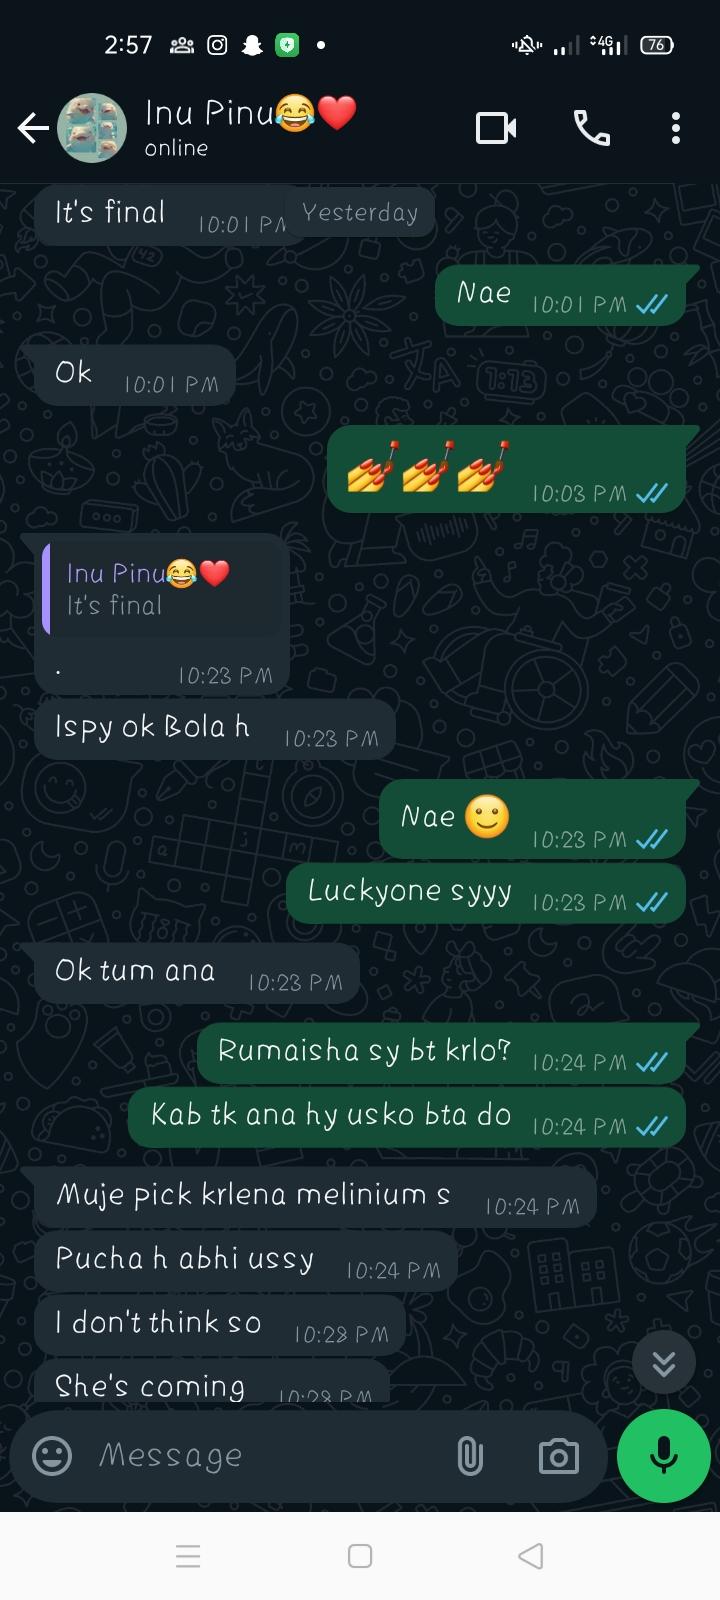 2:57
4G
76
Inu Pinu😂❤️
online
It's final 10:01 PM
Yesterday
Nae 10:01 PM
Ok 10:01 PM
💅💅💅 10:03 PM
Inu Pinu😂❤️
It's final
. 10:23 PM
Ispy ok Bola h 10:23 PM
Nae 🙂 10:23 PM
Luckyone syyy 10:23 PM
Ok tum ana 10:23 PM
Rumaisha sy bt krlo? 10:24 PM
Kab tk ana hy usko bta do 10:24 PM
Muje pick krlena melinium s 10:24 PM
Pucha h abhi ussy 10:24 PM
I don't think so 10:28 PM
She's coming 10:28 PM
Message